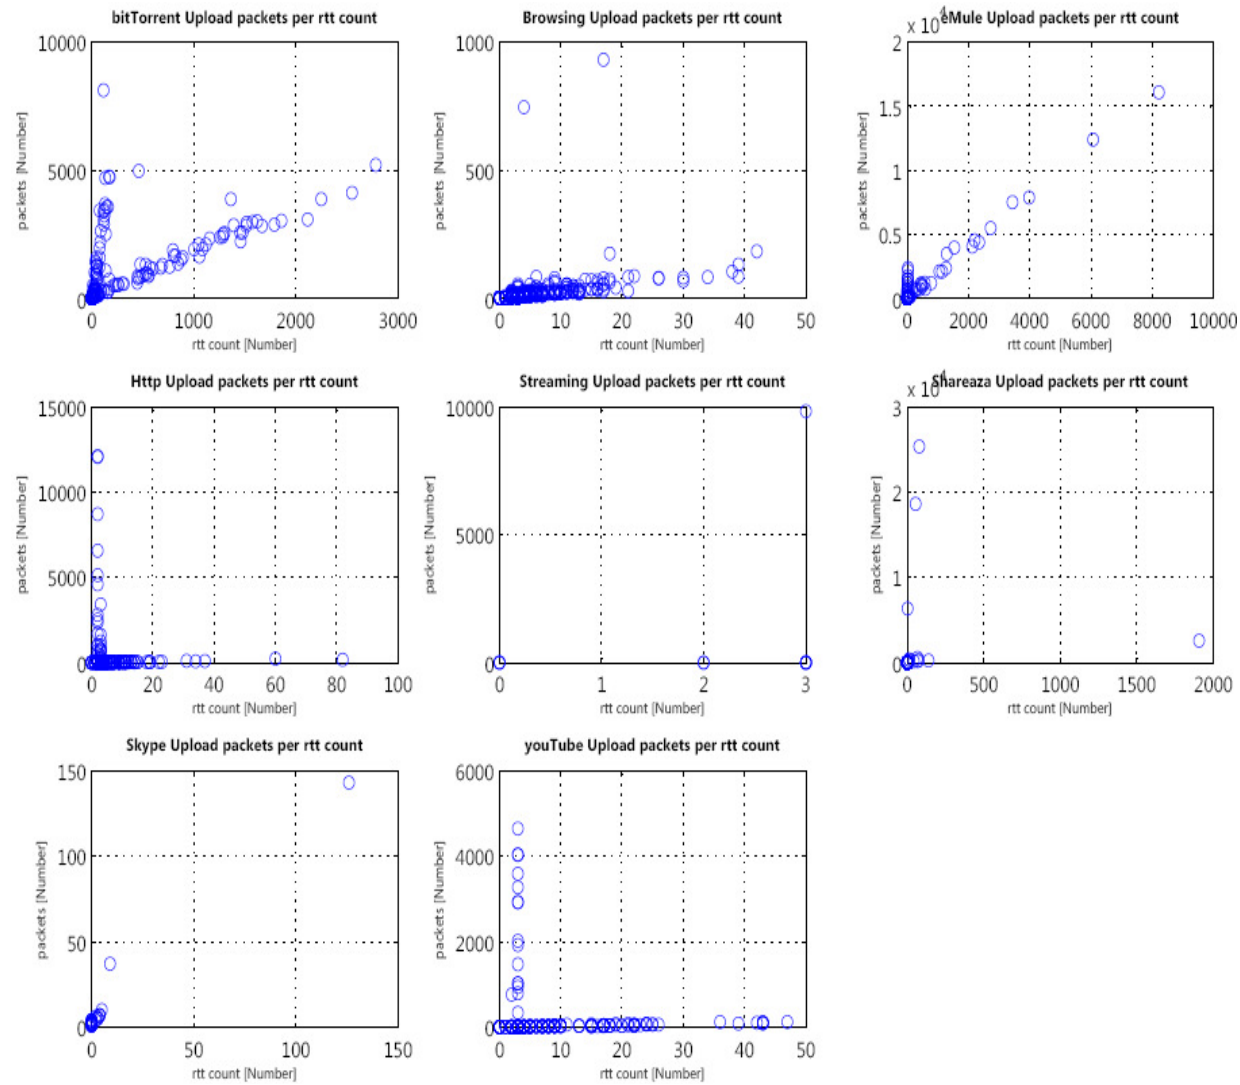 bitTorrent Upload packets per rtt count
10000
5000
0
0 1000 2000 3000
packets [Number]
rtt count [Number]
Browsing Upload packets per rtt count
1000
500
0
0 10 20 30 40 50
packets [Number]
rtt count [Number]
x 10^4
eMule Upload packets per rtt count
2
1.5
1
0.5
0
0 2000 4000 6000 8000 10000
packets [Number]
rtt count [Number]
Http Upload packets per rtt count
15000
10000
5000
0
0 20 40 60 80 100
packets [Number]
rtt count [Number]
Streaming Upload packets per rtt count
10000
5000
0
0 1 2 3
packets [Number]
rtt count [Number]
x 10^4
Shareaza Upload packets per rtt count
3
2
1
0
0 500 1000 1500 2000
packets [Number]
rtt count [Number]
Skype Upload packets per rtt count
150
100
50
0
0 50 100 150
packets [Number]
rtt count [Number]
youTube Upload packets per rtt count
6000
4000
2000
0
0 10 20 30 40 50
packets [Number]
rtt count [Number]